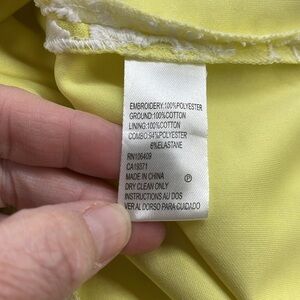 EMBROIDERY:100%POLYESTER
GROUND:100%COTTON
LINING:100%COTTON
COMBO:94%POLYESTER
6%ELASTANE
RN106409
CA19371
MADE IN CHINA
DRY CLEAN ONLY
P
INSTRUCTIONS AU DOS
VER AL DORSO PARA CUIDADO